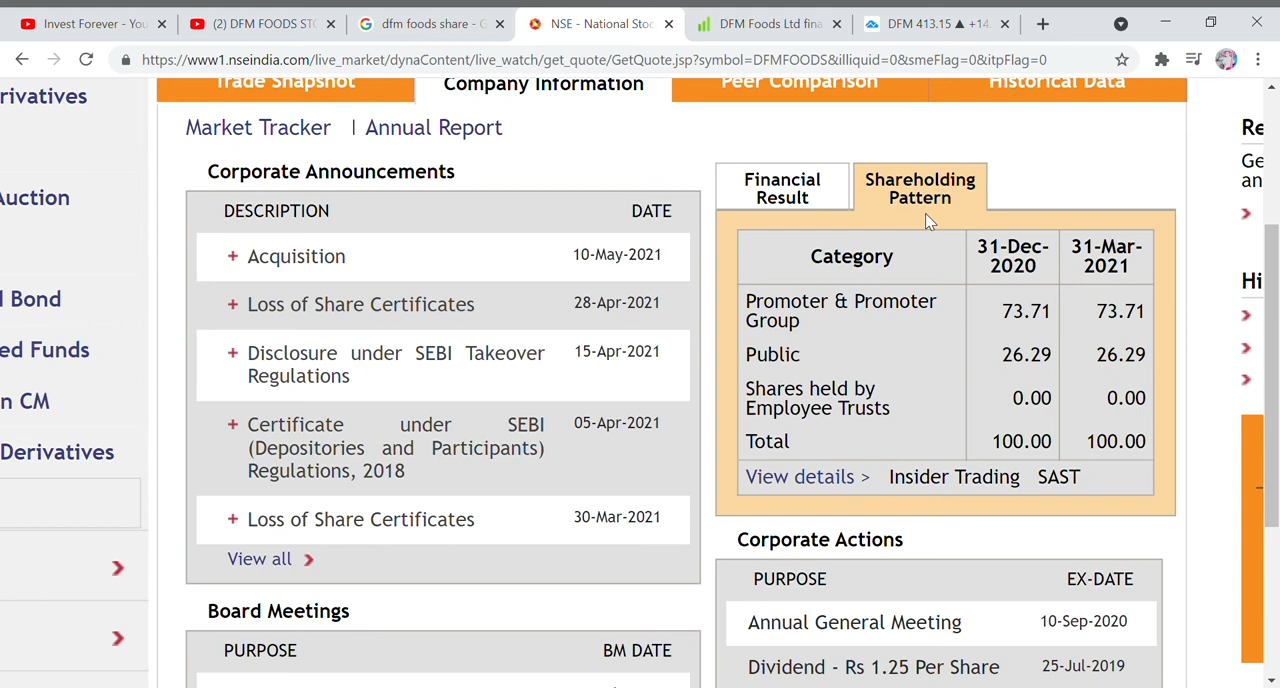 Invest Forever - You
(2) DFM FOODS STO
dfm foods share - G
NSE - National Stoc
DFM Foods Ltd fina
DFM 413.15 ▲ +14.
https://www1.nseindia.com/live_market/dynaContent/live_watch/get_quote/GetQuote.jsp?symbol=DFMFOODS&illiquid=0&smeFlag=0&itpFlag=0
Trade Snapshot
Company Information
Peer Comparison
Historical Data
rivatives
Auction
l Bond
ed Funds
n CM
Derivatives
Market Tracker | Annual Report
Corporate Announcements
DESCRIPTION DATE
+ Acquisition 10-May-2021
+ Loss of Share Certificates 28-Apr-2021
+ Disclosure under SEBI Takeover 15-Apr-2021
Regulations
+ Certificate under SEBI 05-Apr-2021
(Depositories and Participants)
Regulations, 2018
+ Loss of Share Certificates 30-Mar-2021
View all
Board Meetings
PURPOSE BM DATE
Financial
Result
Shareholding
Pattern
Category
31-Dec-
2020
31-Mar-
2021
Promoter & Promoter
Group 73.71 73.71
Public 26.29 26.29
Shares held by
Employee Trusts 0.00 0.00
Total 100.00 100.00
View details > Insider Trading SAST
Corporate Actions
PURPOSE EX-DATE
Annual General Meeting 10-Sep-2020
Dividend - Rs 1.25 Per Share 25-Jul-2019
Re
Ge
an
Hi